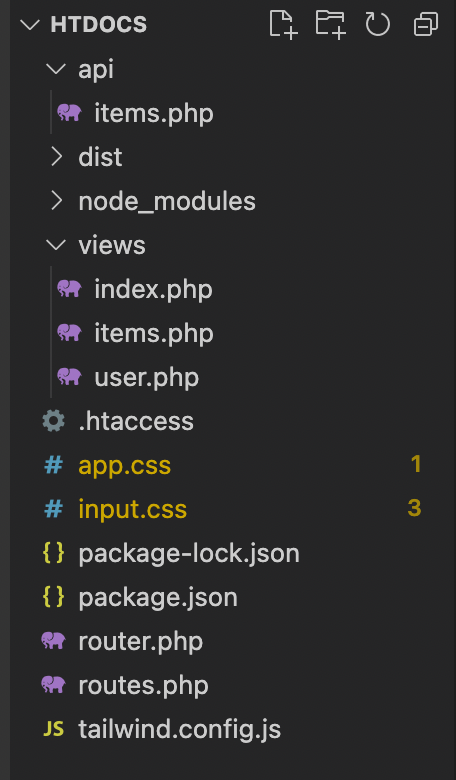 HTDOCS
api
items.php
dist
node_modules
views
index.php
items.php
user.php
.htaccess
# app.css 1
# input.css 3
{} package-lock.json
{} package.json
router.php
routes.php
JS tailwind.config.js